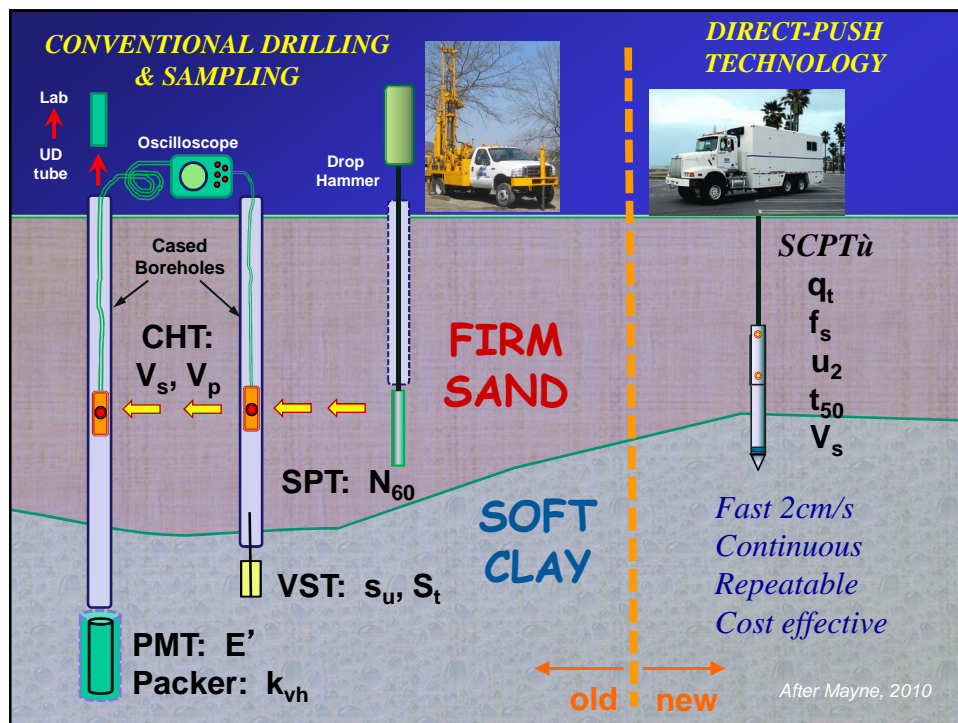 CONVENTIONAL DRILLING
& SAMPLING
DIRECT-PUSH
TECHNOLOGY
Lab
UD
tube
Oscilloscope
Drop
Hammer
Cased
Boreholes
CHT:
Vs, Vp
FIRM
SAND
SPT: N60
SOFT
CLAY
VST: su, St
PMT: E’
Packer: kvh
SCPTù
qt
fs
u2
t50
Vs
Fast 2cm/s
Continuous
Repeatable
Cost effective
old
new
After Mayne, 2010